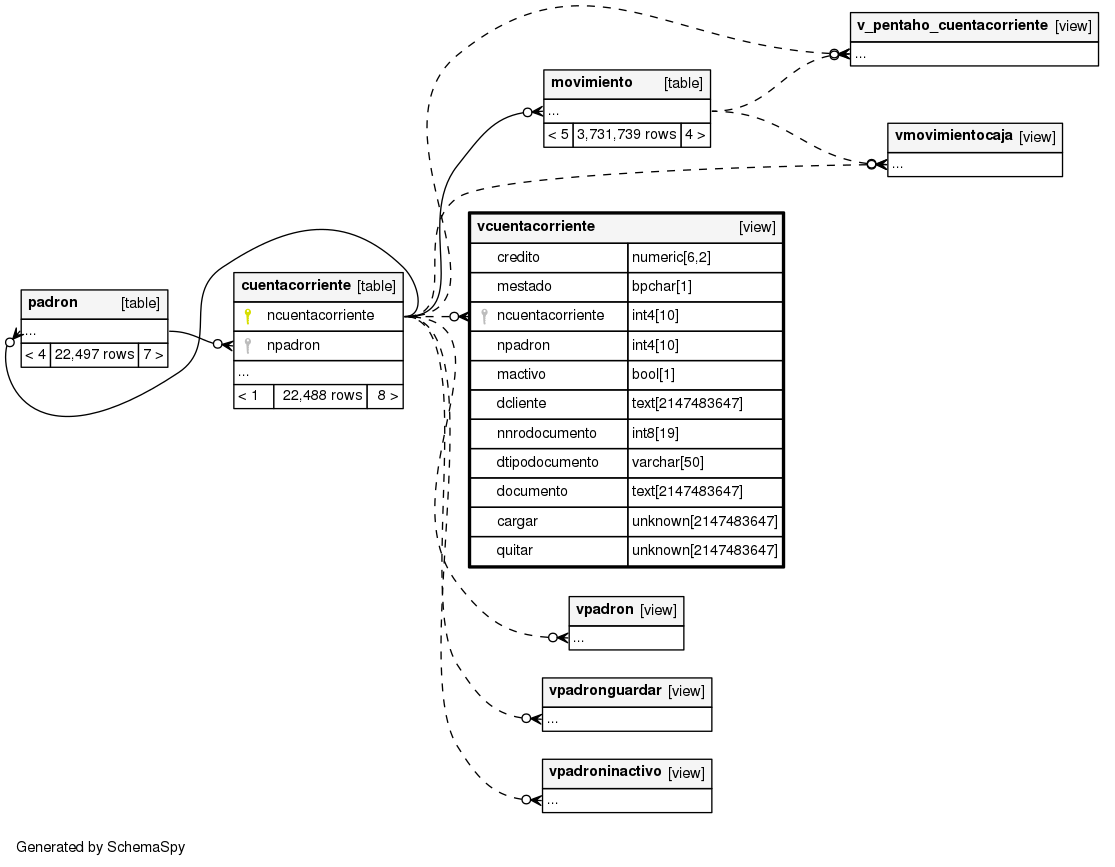 v_pentaho_cuentacorriente [view]
...
movimiento [table]
...
< 5 3,731,739 rows 4 >
vmovimientocaja [view]
...
vcuentacorriente [view]
credito numeric[6,2]
mestado bpchar[1]
ncuentacorriente int4[10]
npadron int4[10]
mactivo bool[1]
dcliente text[2147483647]
nnrodocumento int8[19]
dtipodocumento varchar[50]
documento text[2147483647]
cargar unknown[2147483647]
quitar unknown[2147483647]
cuentacorriente [table]
ncuentacorriente
npadron
...
< 1 22,488 rows 8 >
padron [table]
...
< 4 22,497 rows 7 >
vpadron [view]
...
vpadronguardar [view]
...
vpadroninactivo [view]
...
Generated by SchemaSpy